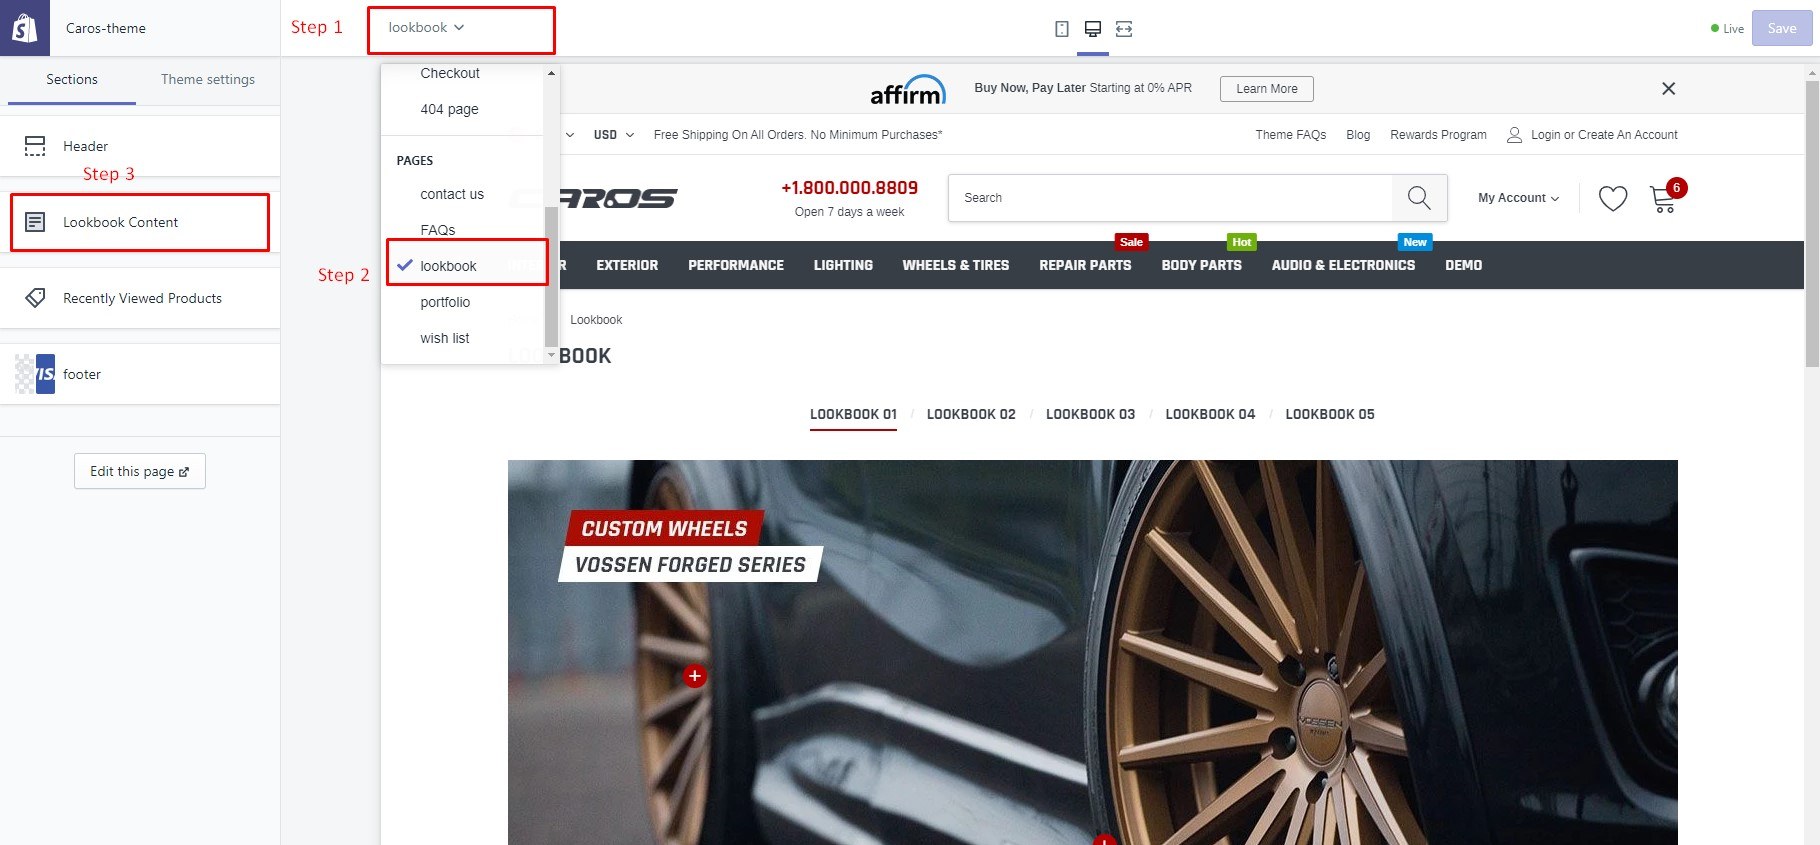 Caros-theme
Step 1
lookbook
Live
Save
Sections
Theme settings
Header
Step 3
Lookbook Content
Recently Viewed Products
footer
Edit this page
Checkout
404 page
PAGES
contact us
FAQs
Step 2
lookbook
portfolio
wish list
affirm
Buy Now, Pay Later Starting at 0% APR
Learn More
USD
Free Shipping On All Orders. No Minimum Purchases*
Theme FAQs
Blog
Rewards Program
Login or Create An Account
CAROS
+1.800.000.8809
Open 7 days a week
Search
My Account
6
Sale
Hot
New
EXTERIOR
PERFORMANCE
LIGHTING
WHEELS & TIRES
REPAIR PARTS
BODY PARTS
AUDIO & ELECTRONICS
DEMO
Lookbook
LOOKBOOK
LOOKBOOK 01 / LOOKBOOK 02 / LOOKBOOK 03 / LOOKBOOK 04 / LOOKBOOK 05
CUSTOM WHEELS
VOSSEN FORGED SERIES
VOSSEN